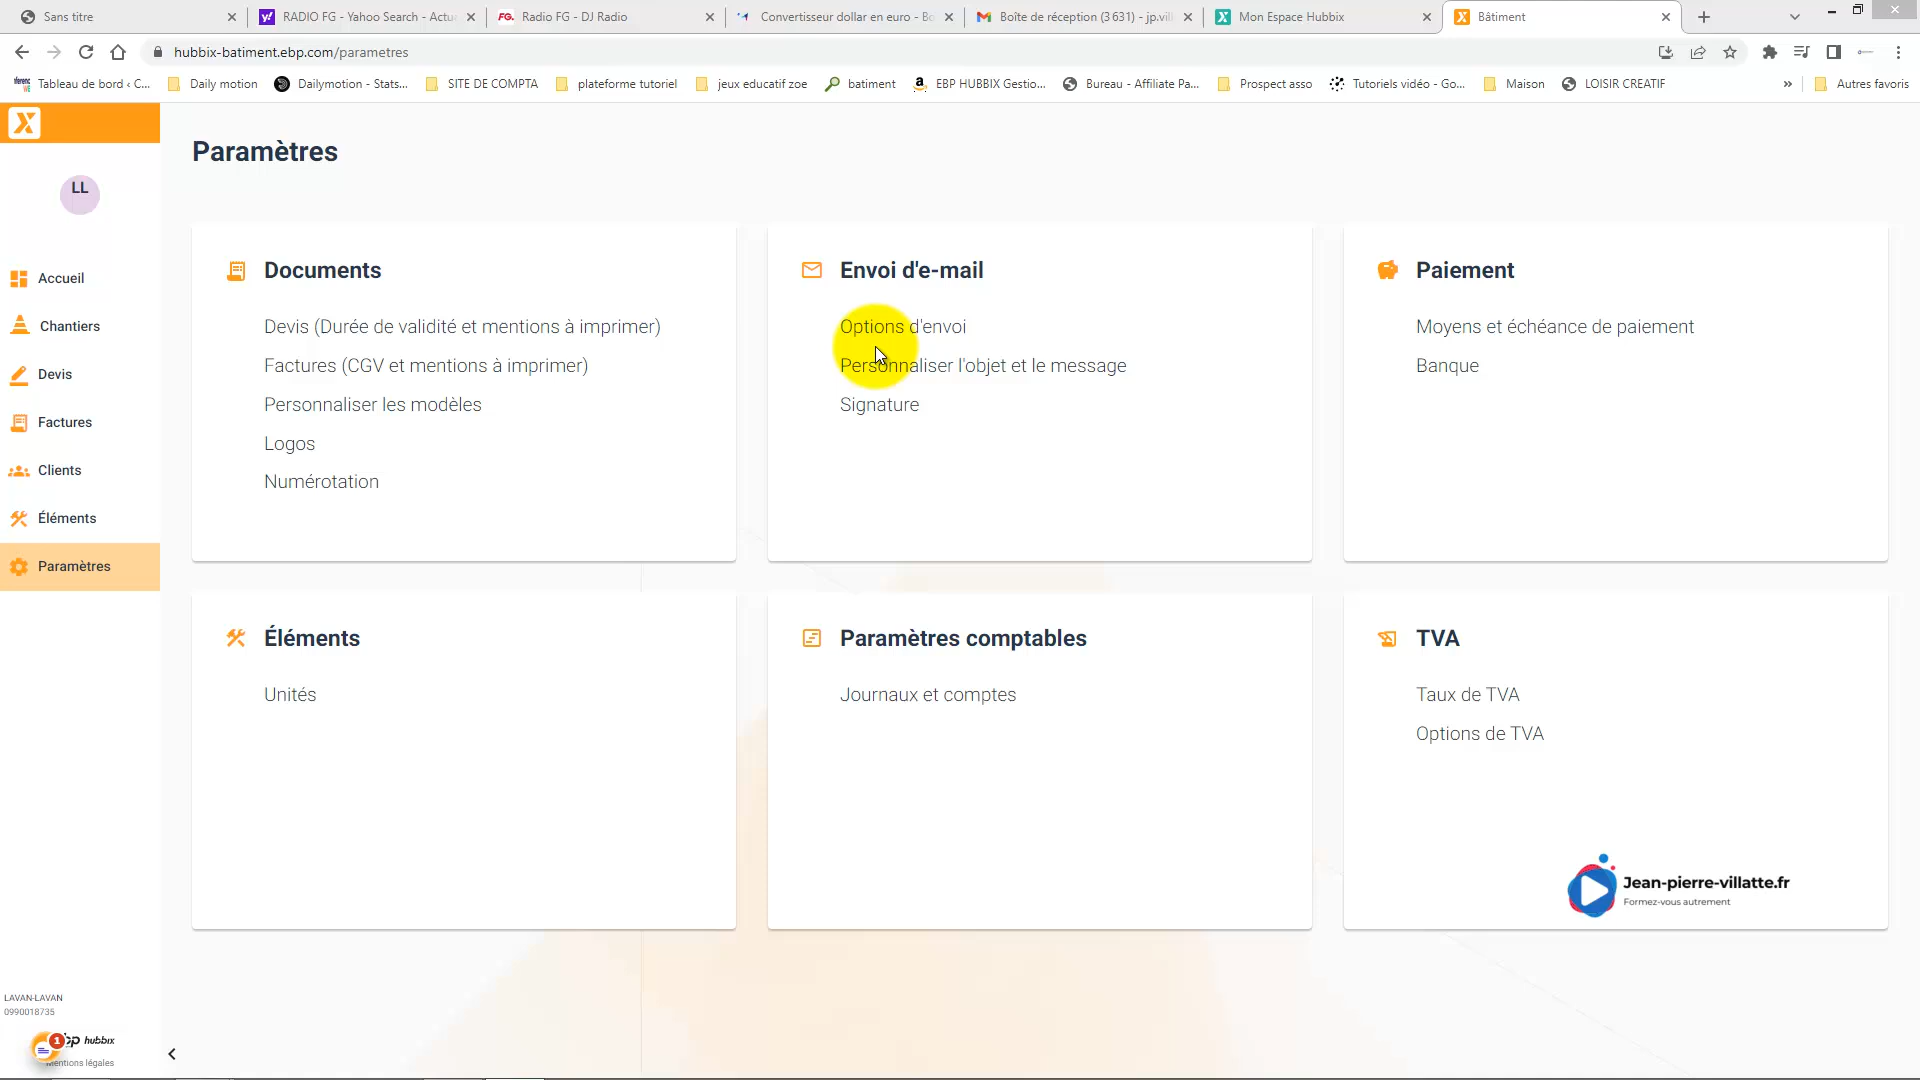 Sans titre
RADIO FG - Yahoo Search - Actua
FG. Radio FG - DJ Radio
Convertisseur dollar en euro - Bo
Boîte de réception (3 631) - jp.vill
Mon Espace Hubbix
Bâtiment
hubbix-batiment.ebp.com/parametres
Tableau de bord ‹ C...
Daily motion
Dailymotion - Stats...
SITE DE COMPTA
plateforme tutoriel
jeux educatif zoe
batiment
EBP HUBBIX Gestio...
Bureau - Affiliate Pa...
Prospect asso
Tutoriels vidéo - Go...
Maison
LOISIR CREATIF
»
Autres favoris
LL
Accueil
Chantiers
Devis
Factures
Clients
Éléments
Paramètres
LAVAN-LAVAN
0990018735
1
ebp hubbix
Mentions légales
Paramètres
Documents
Devis (Durée de validité et mentions à imprimer)
Factures (CGV et mentions à imprimer)
Personnaliser les modèles
Logos
Numérotation
Envoi d'e-mail
Options d'envoi
Personnaliser l'objet et le message
Signature
Paiement
Moyens et échéance de paiement
Banque
Éléments
Unités
Paramètres comptables
Journaux et comptes
TVA
Taux de TVA
Options de TVA
Jean-pierre-villatte.fr
Formez-vous autrement